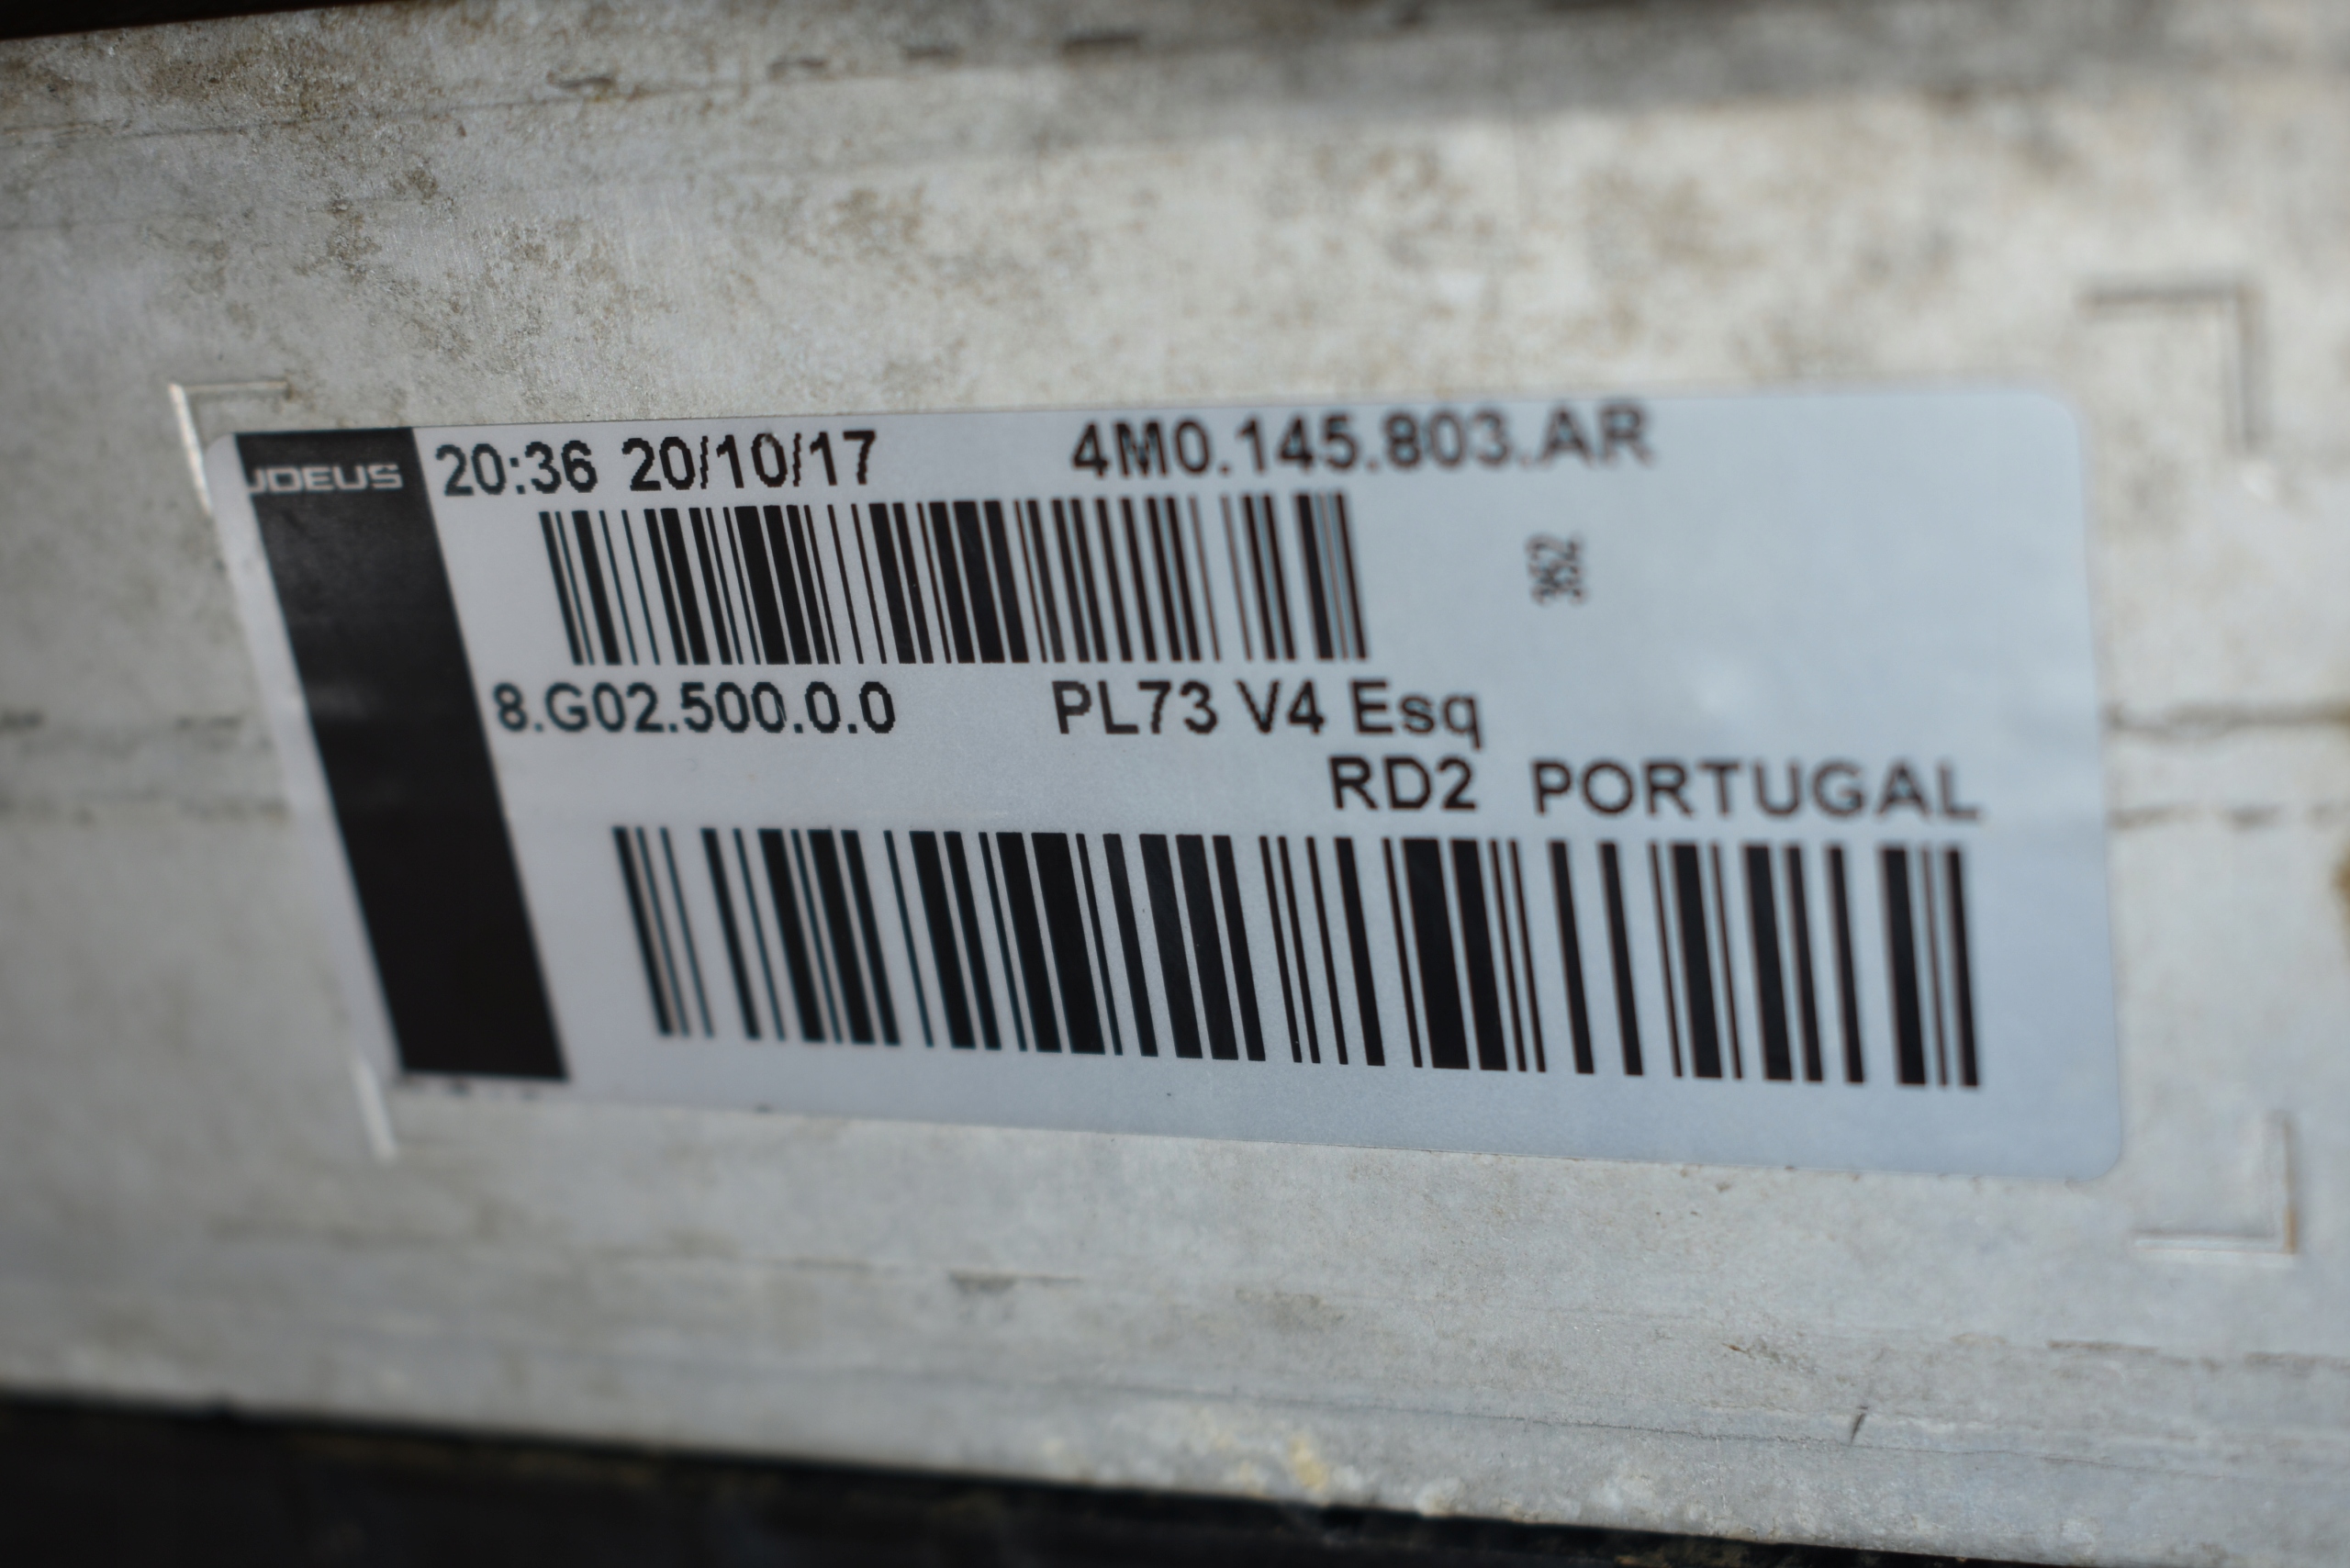 JDEUS 20:36 20/10/17 4M0.145.803.AR
362
8.G02.500.0.0 PL73 V4 Esq
RD2 PORTUGAL